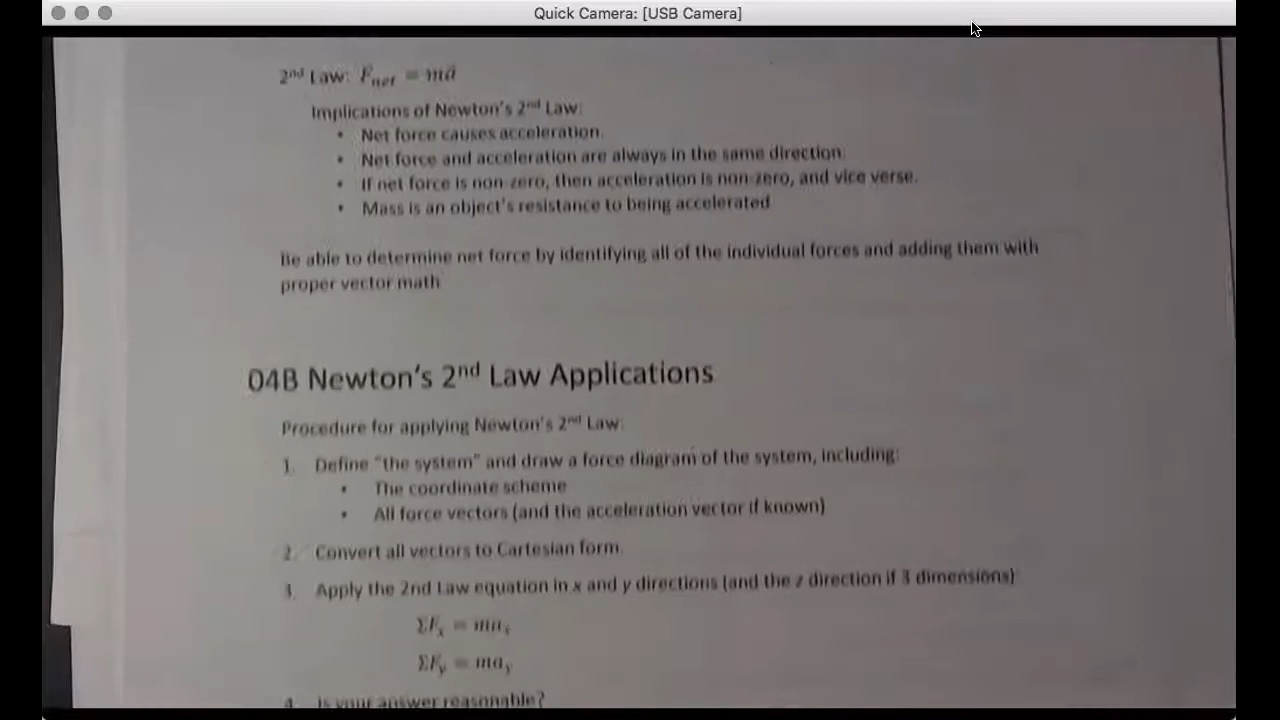 Quick Camera: [USB Camera]
2nd Law: F⃗net = ma⃗
Implications of Newton's 2nd Law:
• Net force causes acceleration.
• Net force and acceleration are always in the same direction.
• If net force is non-zero, then acceleration is non-zero, and vice verse.
• Mass is an object's resistance to being accelerated
Be able to determine net force by identifying all of the individual forces and adding them with
proper vector math
04B Newton's 2nd Law Applications
Procedure for applying Newton's 2nd Law:
1. Define "the system" and draw a force diagram of the system, including:
• The coordinate scheme
• All force vectors (and the acceleration vector if known)
2. Convert all vectors to Cartesian form.
3. Apply the 2nd Law equation in x and y directions (and the z direction if 3 dimensions)
ΣFx = max
ΣFy = may
4. Is your answer reasonable?